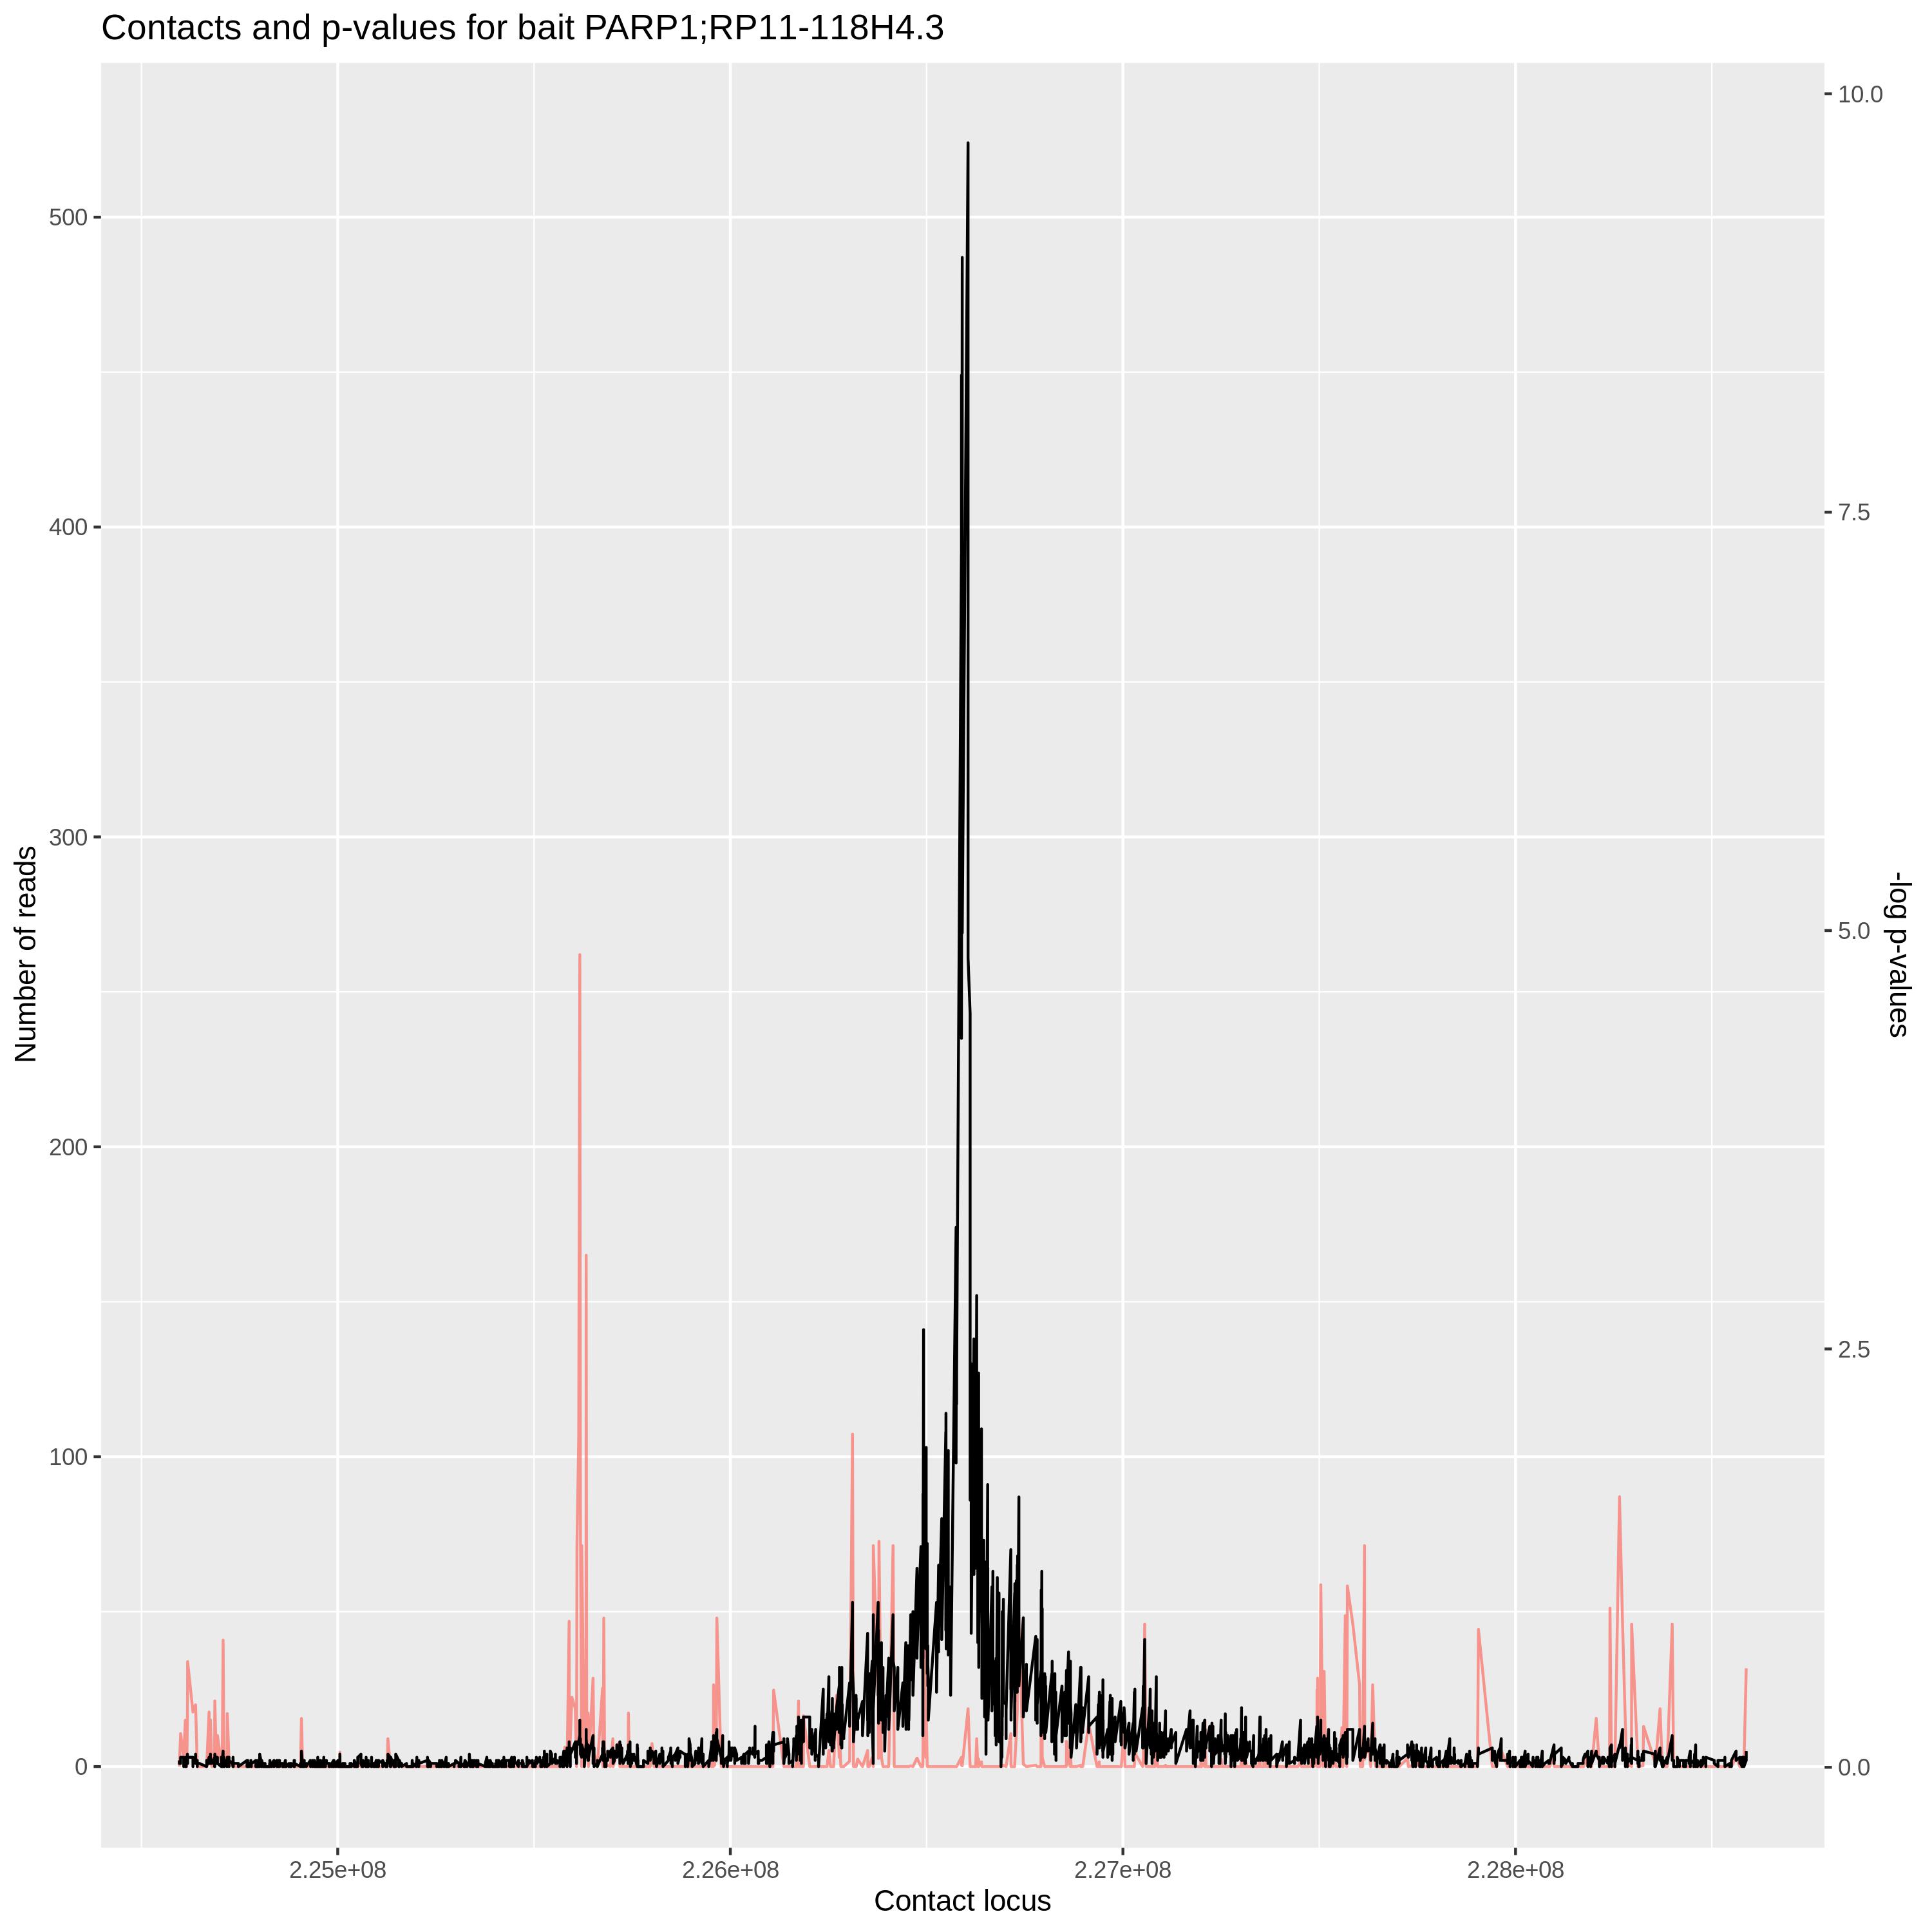 Contacts and p-values for bait PARP1;RP11-118H4.3
Number of reads
500
400
300
200
100
0
10.0
7.5
5.0
2.5
0.0
-log p-values
2.25e+08
2.26e+08
2.27e+08
2.28e+08
Contact locus